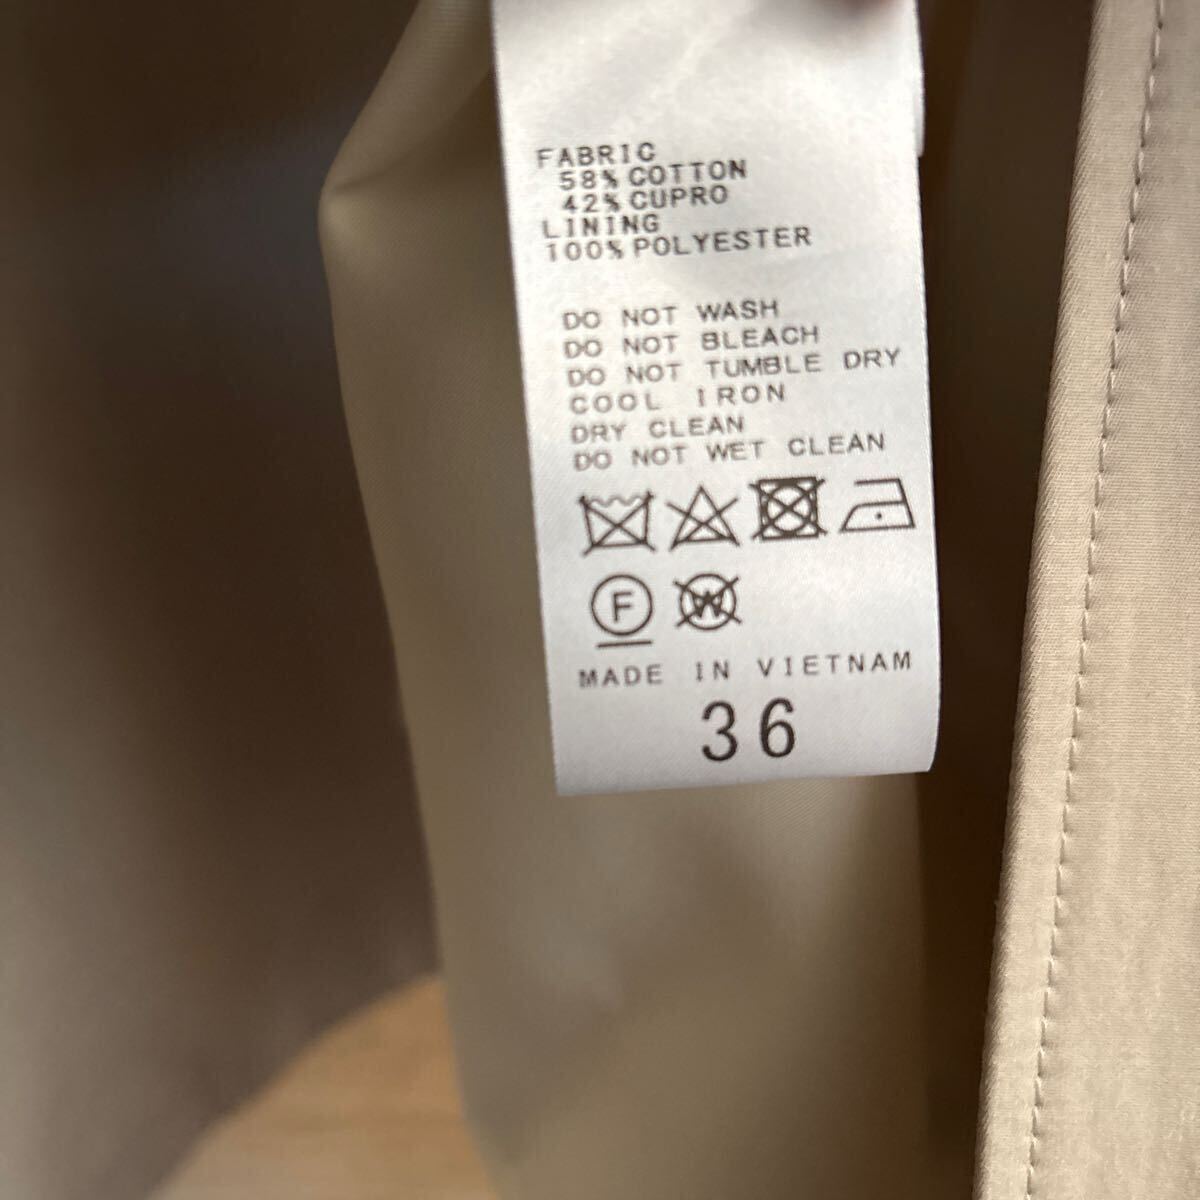 FABRIC
58% COTTON
42% CUPRO
LINING
100% POLYESTER
DO NOT WASH
DO NOT BLEACH
DO NOT TUMBLE DRY
COOL IRON
DRY CLEAN
DO NOT WET CLEAN
F W
MADE IN VIETNAM
36